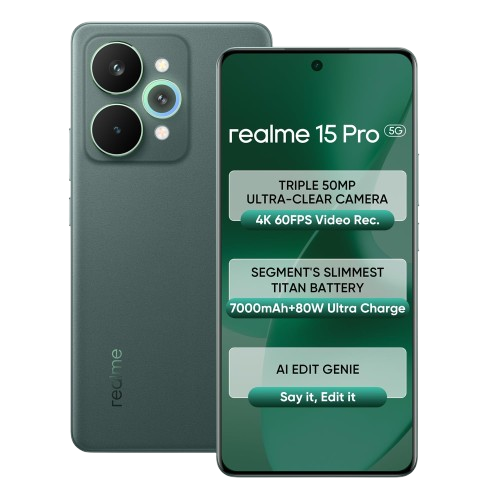 realme 15 Pro 5G
TRIPLE 50MP
ULTRA-CLEAR CAMERA
4K 60FPS Video Rec.
SEGMENT'S SLIMMEST
TITAN BATTERY
7000mAh+80W Ultra Charge
AI EDIT GENIE
Say it, Edit it
realme